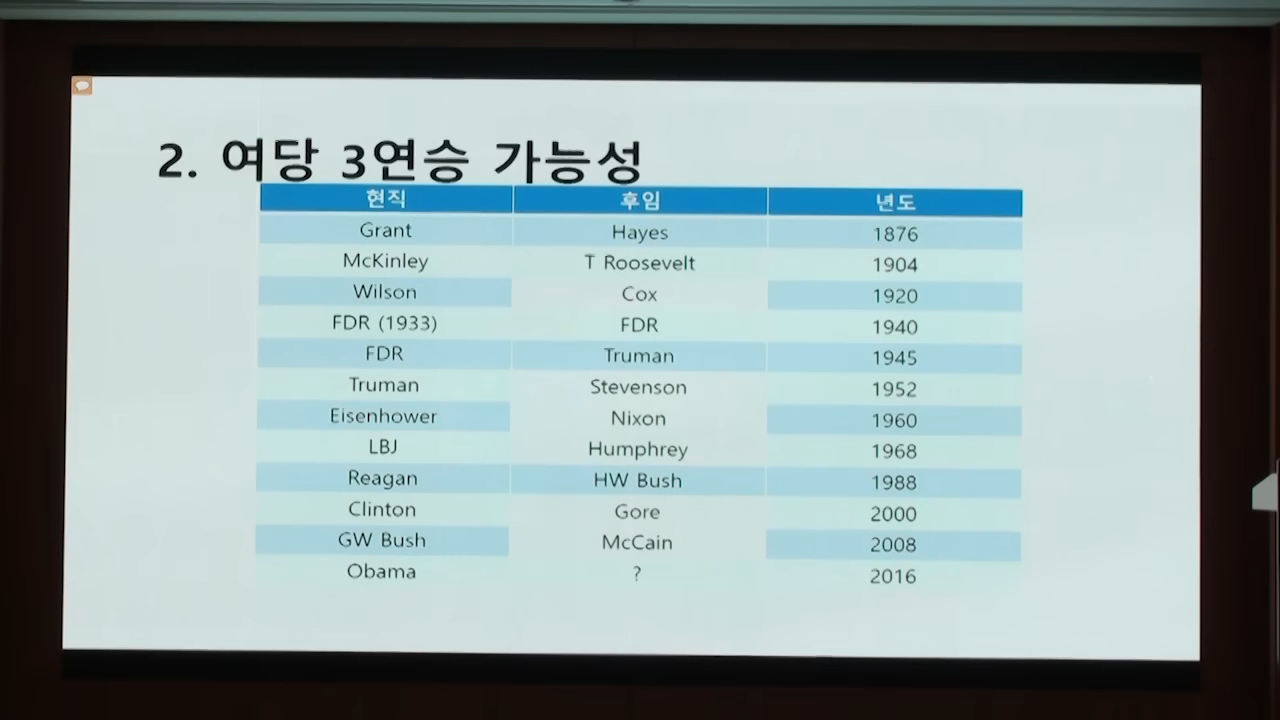 2. 여당 3연승 가능성
현직 후임 년도
Grant Hayes 1876
McKinley T Roosevelt 1904
Wilson Cox 1920
FDR (1933) FDR 1940
FDR Truman 1945
Truman Stevenson 1952
Eisenhower Nixon 1960
LBJ Humphrey 1968
Reagan HW Bush 1988
Clinton Gore 2000
GW Bush McCain 2008
Obama ? 2016